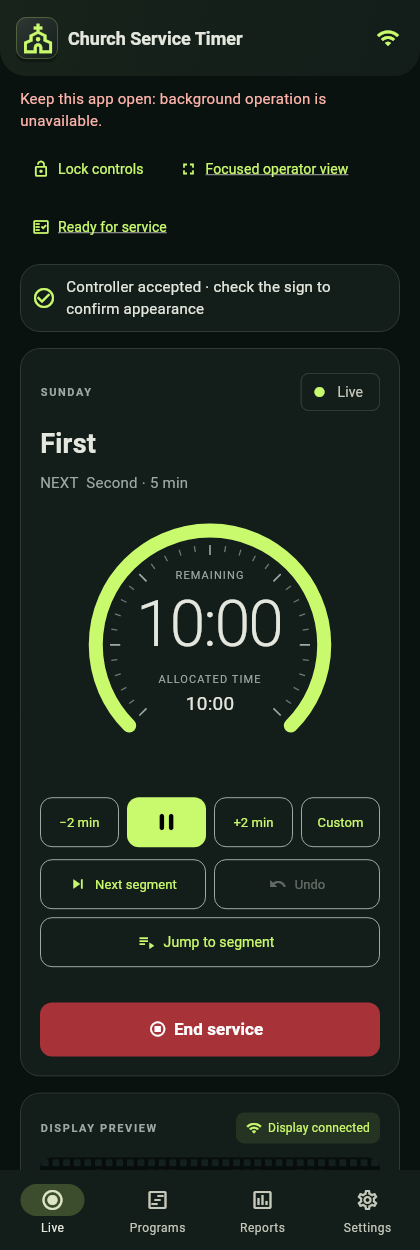 Church Service Timer
Keep this app open: background operation is
unavailable.
Lock controls
Focused operator view
Ready for service
Controller accepted · check the sign to
confirm appearance
SUNDAY
Live
First
NEXT Second · 5 min
REMAINING
10:00
ALLOCATED TIME
10:00
−2 min
+2 min
Custom
Next segment
Undo
Jump to segment
End service
DISPLAY PREVIEW
Display connected
Live
Programs
Reports
Settings